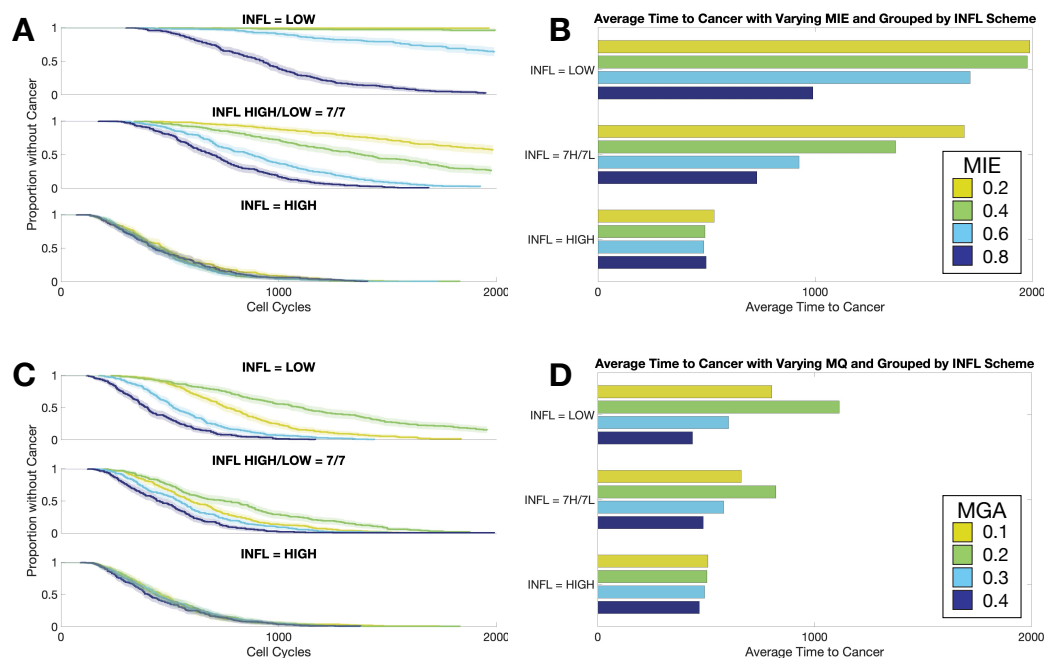 A
INFL = LOW
1
0.5
0
INFL HIGH/LOW = 7/7
1
0.5
0
INFL = HIGH
1
0.5
0
0
1000
2000
Cell Cycles
Proportion without Cancer
B
Average Time to Cancer with Varying MIE and Grouped by INFL Scheme
INFL = LOW
INFL = 7H/7L
INFL = HIGH
0
1000
2000
Average Time to Cancer
MIE
0.2
0.4
0.6
0.8
C
INFL = LOW
1
0.5
0
INFL HIGH/LOW = 7/7
1
0.5
0
INFL = HIGH
1
0.5
0
0
1000
2000
Cell Cycles
Proportion without Cancer
D
Average Time to Cancer with Varying MQ and Grouped by INFL Scheme
INFL = LOW
INFL = 7H/7L
INFL = HIGH
0
1000
2000
Average Time to Cancer
MGA
0.1
0.2
0.3
0.4